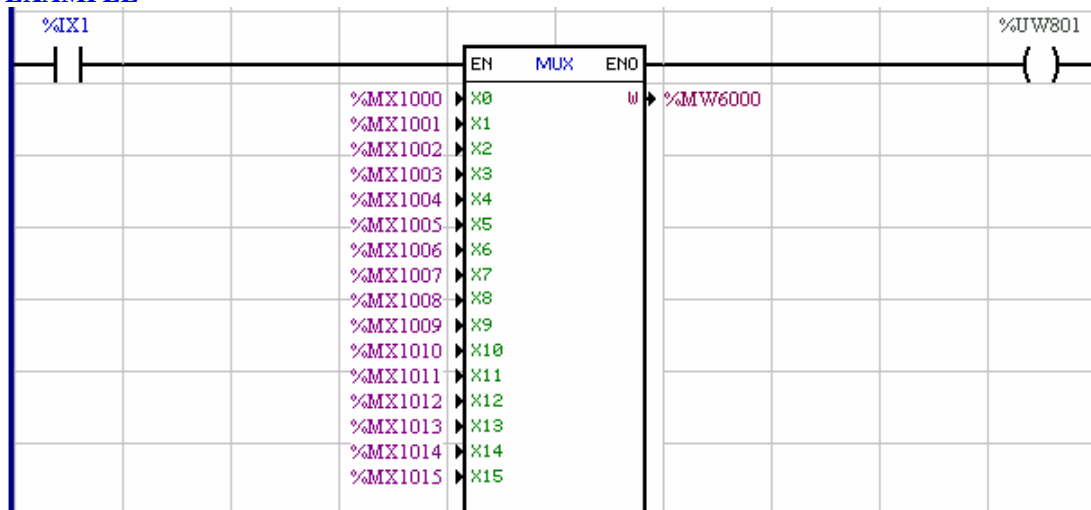 EXAMPLE
%IX1 %UW801
EN MUX ENO
%MX1000 X0 W %MW6000
%MX1001 X1
%MX1002 X2
%MX1003 X3
%MX1004 X4
%MX1005 X5
%MX1006 X6
%MX1007 X7
%MX1008 X8
%MX1009 X9
%MX1010 X10
%MX1011 X11
%MX1012 X12
%MX1013 X13
%MX1014 X14
%MX1015 X15